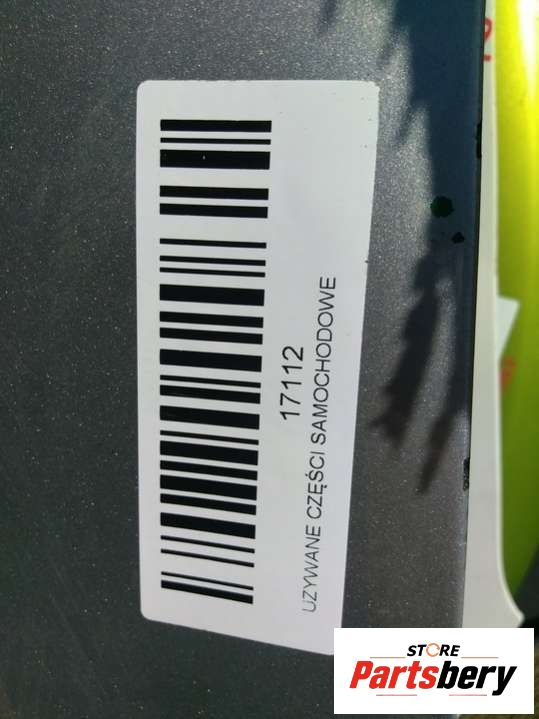 17112
UZYWANE CZĘŚCI SAMOCHODOWE
STORE
Partsbery